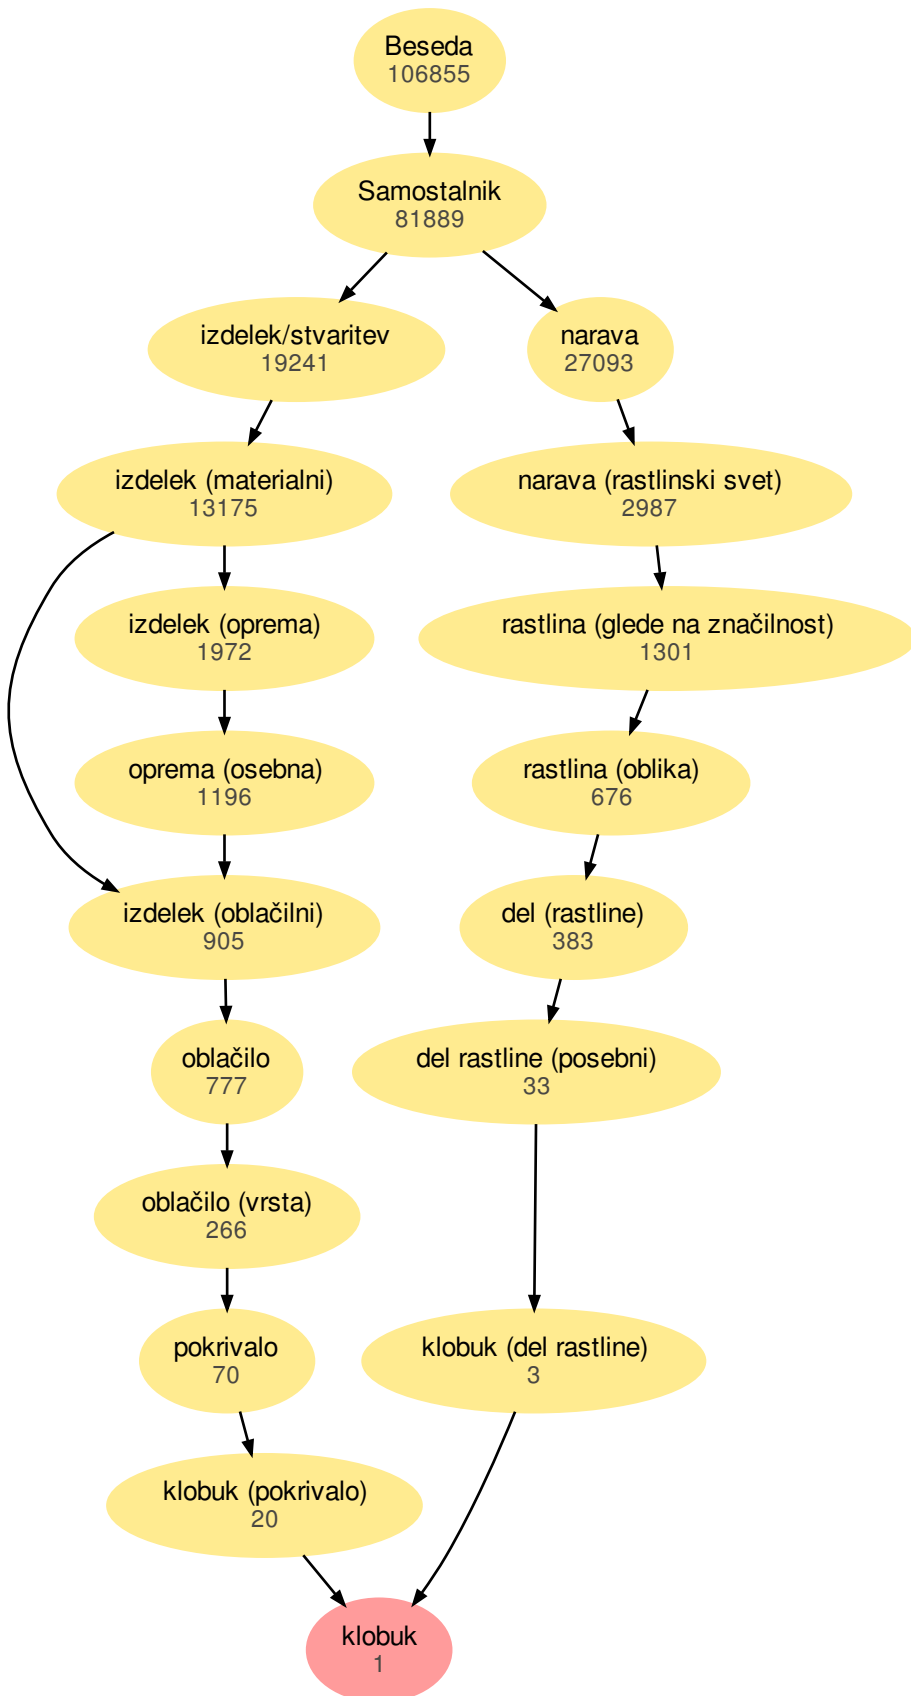 Beseda
106855
Samostalnik
81889
izdelek/stvaritev
19241
narava
27093
izdelek (materialni)
13175
narava (rastlinski svet)
2987
izdelek (oprema)
1972
rastlina (glede na značilnost)
1301
oprema (osebna)
1196
rastlina (oblika)
676
izdelek (oblačilni)
905
del (rastline)
383
oblačilo
777
del rastline (posebni)
33
oblačilo (vrsta)
266
pokrivalo
70
klobuk (del rastline)
3
klobuk (pokrivalo)
20
klobuk
1